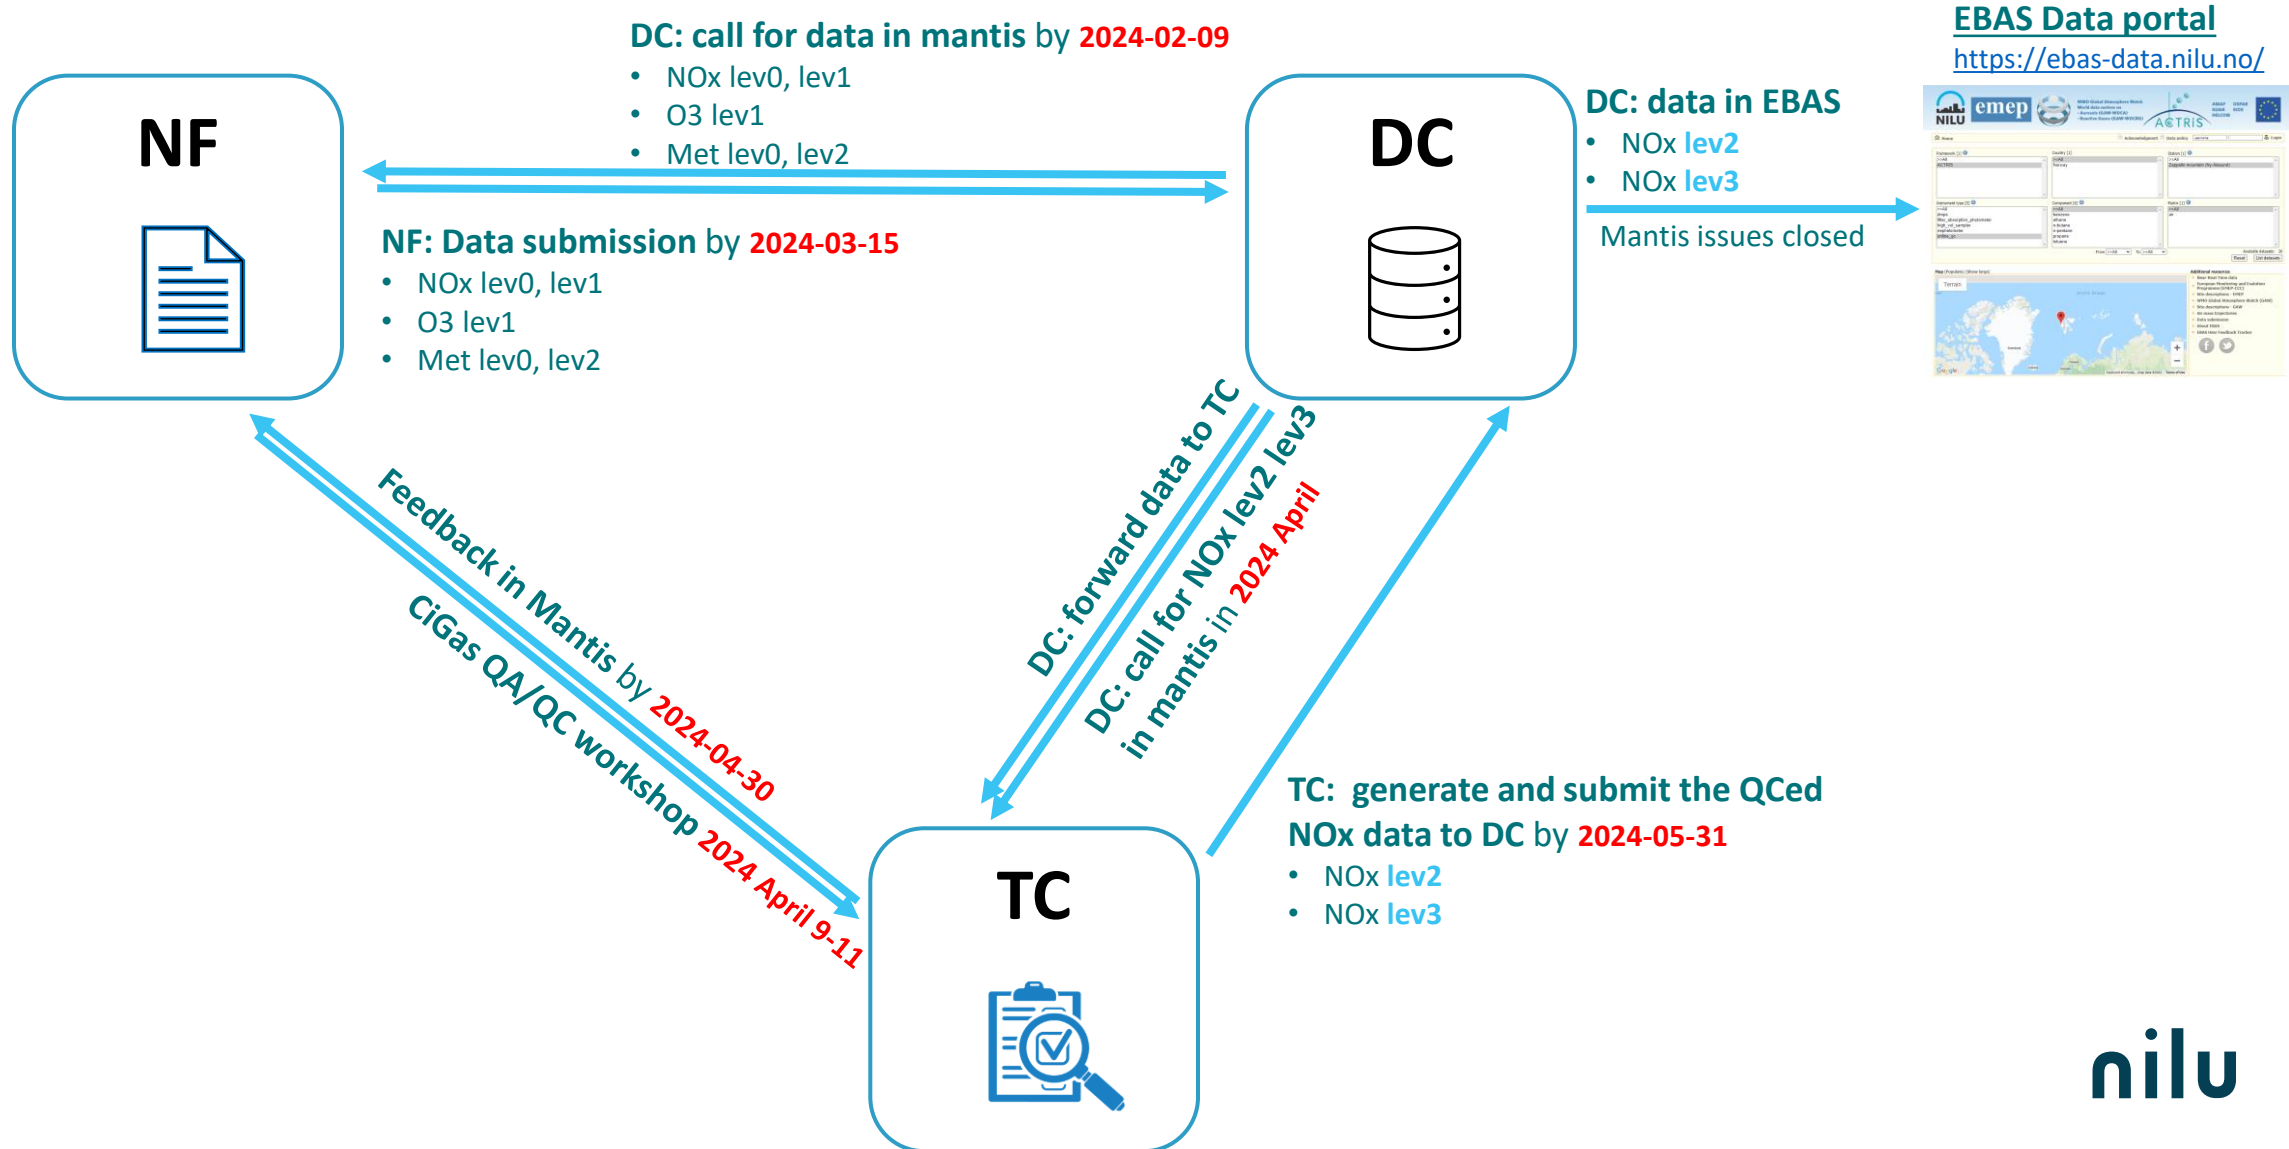 DC: call for data in mantis by 2024-02-09
• NOx lev0, lev1
• O3 lev1
• Met lev0, lev2
NF
NF: Data submission by 2024-03-15
• NOx lev0, lev1
• O3 lev1
• Met lev0, lev2
DC
DC: data in EBAS
• NOx lev2
• NOx lev3
Mantis issues closed
EBAS Data portal
https://ebas-data.nilu.no/
NILU
emep
ACTRIS
Terrain
Feedback in Mantis by 2024-04-30
CiGas QA/QC workshop 2024 April 9-11
DC: forward data to TC
DC: call for NOx lev2 lev3
in mantis in 2024 April
TC
TC: generate and submit the QCed
NOx data to DC by 2024-05-31
• NOx lev2
• NOx lev3
nilu